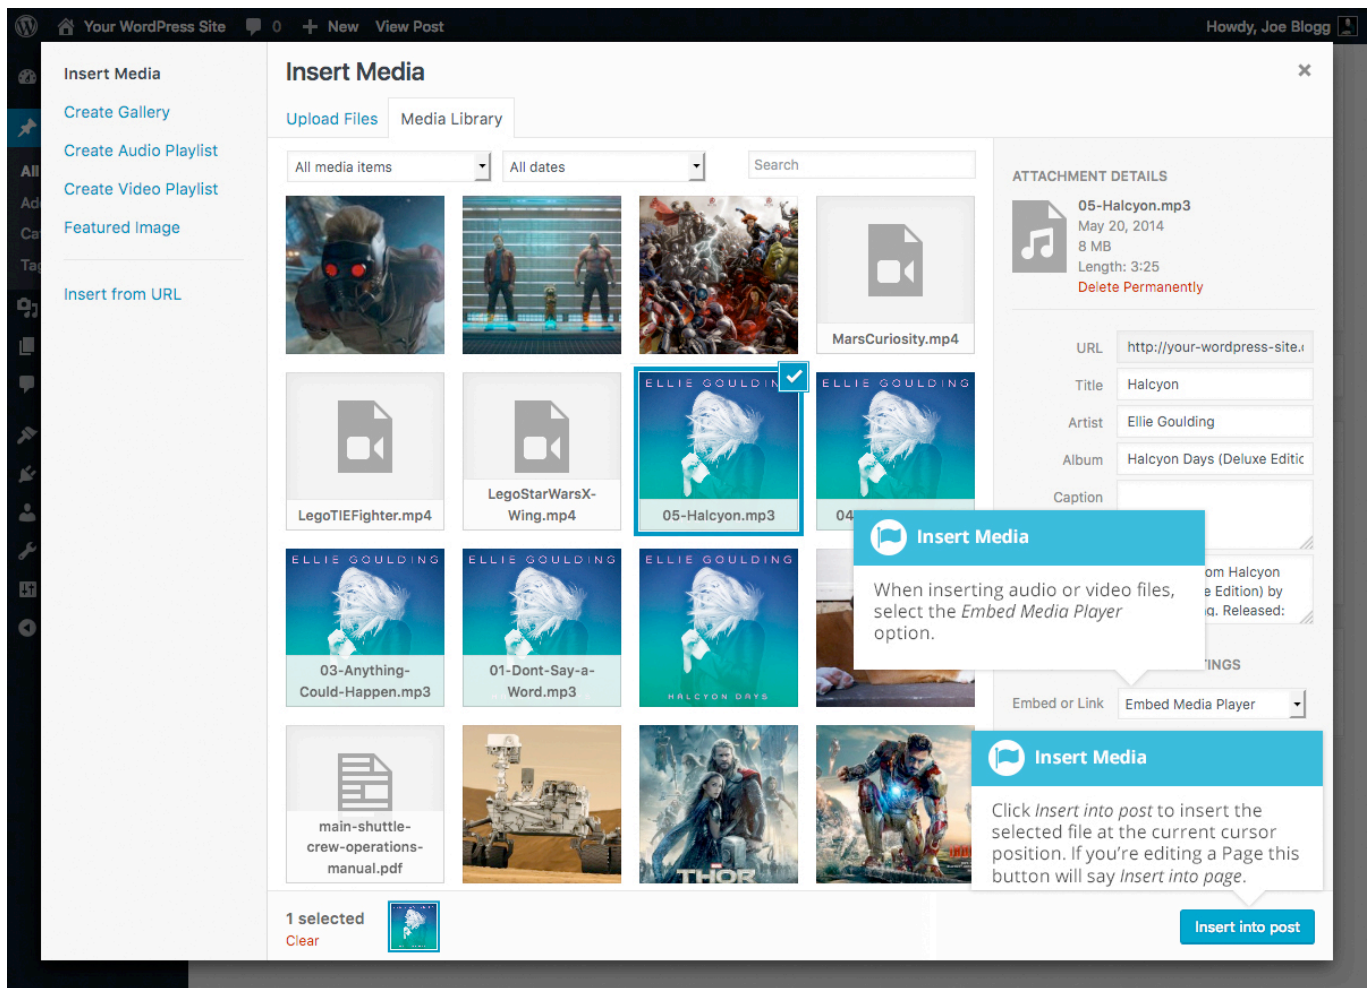 Your WordPress Site 0 New View Post Howdy, Joe Blogg
All
Ad
Ca
Tag
Insert Media
Create Gallery
Create Audio Playlist
Create Video Playlist
Featured Image
Insert from URL
Insert Media
Upload Files Media Library
All media items All dates Search
MarsCuriosity.mp4
LegoTIEFighter.mp4
LegoStarWarsX-
Wing.mp4
ELLIE GOULDIN
05-Halcyon.mp3
ELLIE GOULDING
04
ELLIE GOULDING
03-Anything-
Could-Happen.mp3
ELLIE GOULDING
01-Dont-Say-a-
Word.mp3
ELLIE GOULDING
HALCYON DAYS
main-shuttle-
crew-operations-
manual.pdf
THOR
ATTACHMENT DETAILS
05-Halcyon.mp3
May 20, 2014
8 MB
Length: 3:25
Delete Permanently
URL http://your-wordpress-site.
Title Halcyon
Artist Ellie Goulding
Album Halcyon Days (Deluxe Editic
Caption
om Halcyon
e Edition) by
Released:
Insert Media
When inserting audio or video files,
select the Embed Media Player
option.
TINGS
Embed or Link Embed Media Player
Insert Media
Click Insert into post to insert the
selected file at the current cursor
position. If you're editing a Page this
button will say Insert into page.
1 selected
Clear
Insert into post